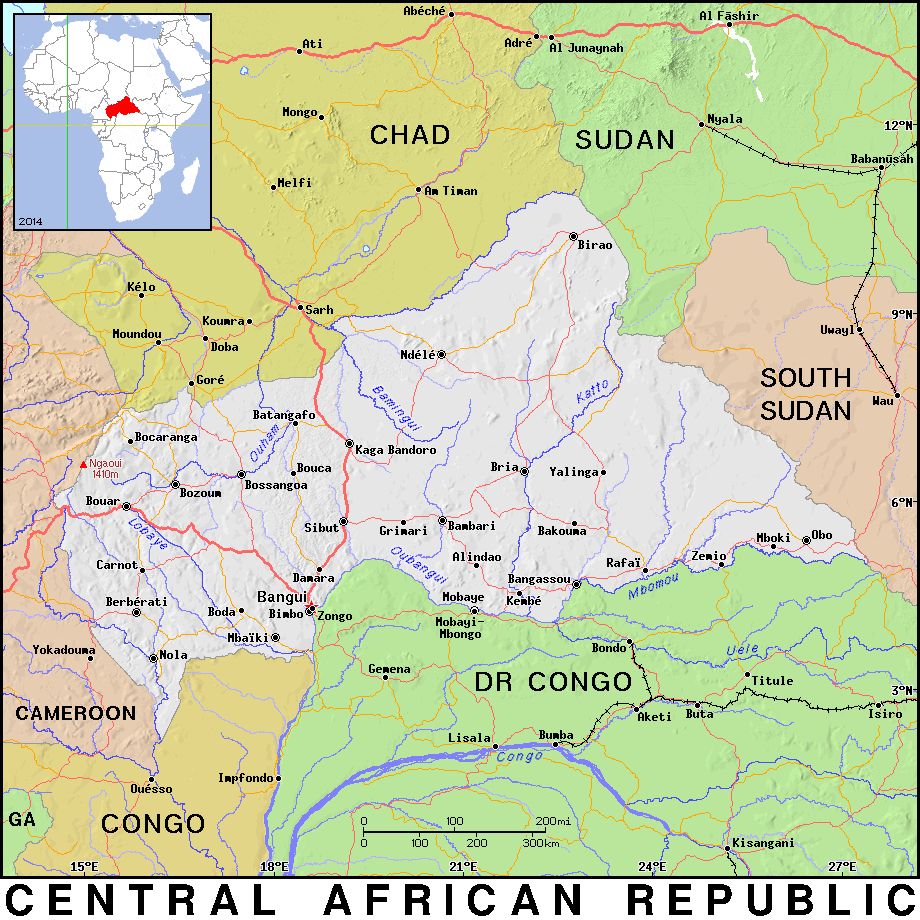 Abéché
Al Fāshir
Ati
Adré
Al Junaynah
Mongo
CHAD
SUDAN
Nyala
12°N
Babanūsah
Melfi
Am Timan
2014
Birao
Kélo
Sarh
Koumra
9°N
Moundou
Doba
Uwayl
Ndélé
Goré
SOUTH
SUDAN
Wau
Bamingui
Kotto
Batangafo
Bocaranga
Ouham
Kaga Bandoro
Ngaoui
1410m
Bouca
Bria
Yalinga
Bozoum
Bossangoa
Bouar
6°N
Lobaye
Sibut
Grimari
Bambari
Bakouma
Mboki
Obo
Carnot
Damara
Oubangui
Alindao
Rafaï
Zemio
Bangassou
Mbomou
Bangui
Mobaye
Kembé
Berbérati
Boda
Bimbo
Zongo
Mobayi-
Mbongo
Mbaïki
Yokadouma
Nola
Bondo
Uele
Gemena
DR CONGO
Titule
3°N
CAMEROON
Aketi
Buta
Isiro
Lisala
Bumba
Congo
Ouésso
Impfondo
GA
CONGO
0 100 200mi
0 100 200 300km
Kisangani
15°E 18°E 21°E 24°E 27°E
CENTRAL AFRICAN REPUBLIC